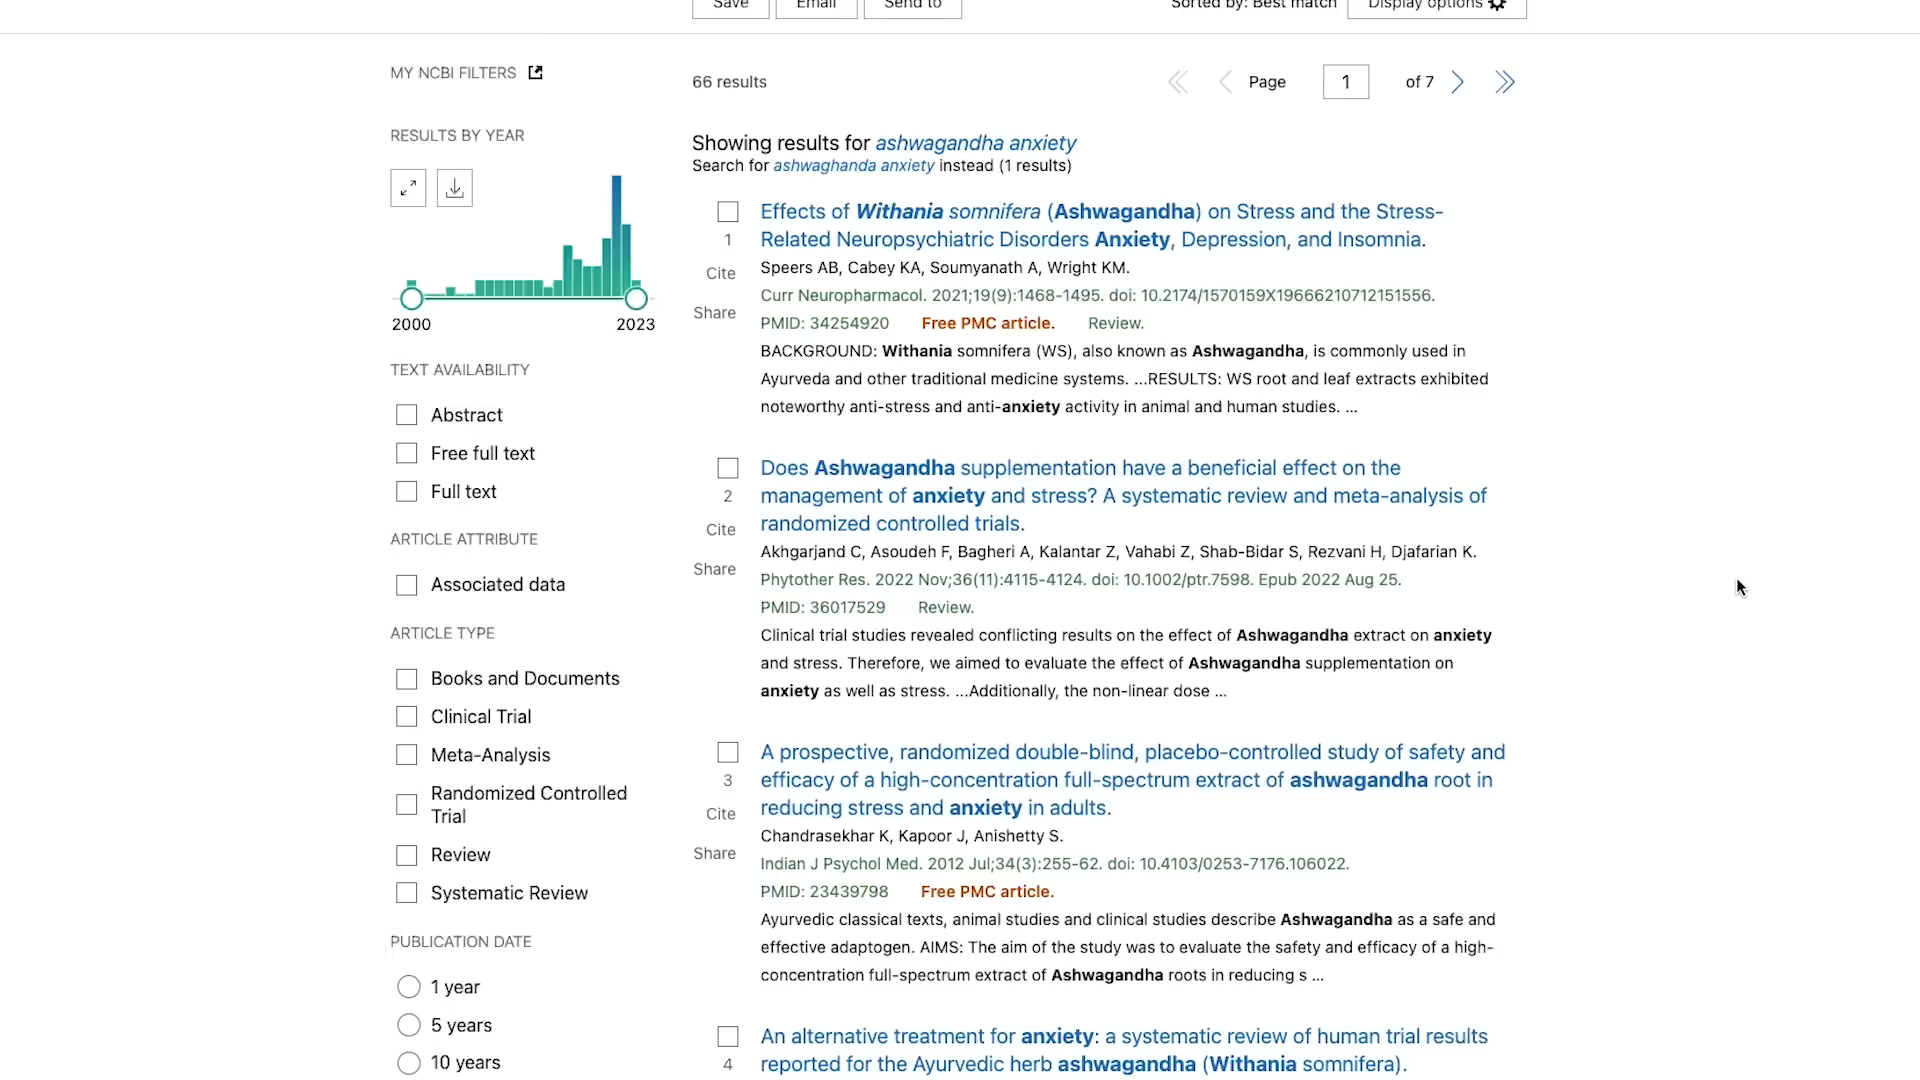 Save Email Send to Sorted by: Best match Display options
MY NCBI FILTERS
66 results
Page 1 of 7
RESULTS BY YEAR
2000 2023
TEXT AVAILABILITY
Abstract
Free full text
Full text
ARTICLE ATTRIBUTE
Associated data
ARTICLE TYPE
Books and Documents
Clinical Trial
Meta-Analysis
Randomized Controlled
Trial
Review
Systematic Review
PUBLICATION DATE
1 year
5 years
10 years
Showing results for ashwagandha anxiety
Search for ashwaghanda anxiety instead (1 results)
1
Cite
Share
Effects of Withania somnifera (Ashwagandha) on Stress and the Stress-
Related Neuropsychiatric Disorders Anxiety, Depression, and Insomnia.
Speers AB, Cabey KA, Soumyanath A, Wright KM.
Curr Neuropharmacol. 2021;19(9):1468-1495. doi: 10.2174/1570159X19666210712151556.
PMID: 34254920 Free PMC article. Review.
BACKGROUND: Withania somnifera (WS), also known as Ashwagandha, is commonly used in
Ayurveda and other traditional medicine systems. ...RESULTS: WS root and leaf extracts exhibited
noteworthy anti-stress and anti-anxiety activity in animal and human studies. ...
2
Cite
Share
Does Ashwagandha supplementation have a beneficial effect on the
management of anxiety and stress? A systematic review and meta-analysis of
randomized controlled trials.
Akhgarjand C, Asoudeh F, Bagheri A, Kalantar Z, Vahabi Z, Shab-Bidar S, Rezvani H, Djafarian K.
Phytother Res. 2022 Nov;36(11):4115-4124. doi: 10.1002/ptr.7598. Epub 2022 Aug 25.
PMID: 36017529 Review.
Clinical trial studies revealed conflicting results on the effect of Ashwagandha extract on anxiety
and stress. Therefore, we aimed to evaluate the effect of Ashwagandha supplementation on
anxiety as well as stress. ...Additionally, the non-linear dose ...
3
Cite
Share
A prospective, randomized double-blind, placebo-controlled study of safety and
efficacy of a high-concentration full-spectrum extract of ashwagandha root in
reducing stress and anxiety in adults.
Chandrasekhar K, Kapoor J, Anishetty S.
Indian J Psychol Med. 2012 Jul;34(3):255-62. doi: 10.4103/0253-7176.106022.
PMID: 23439798 Free PMC article.
Ayurvedic classical texts, animal studies and clinical studies describe Ashwagandha as a safe and
effective adaptogen. AIMS: The aim of the study was to evaluate the safety and efficacy of a high-
concentration full-spectrum extract of Ashwagandha roots in reducing s ...
4
An alternative treatment for anxiety: a systematic review of human trial results
reported for the Ayurvedic herb ashwagandha (Withania somnifera).